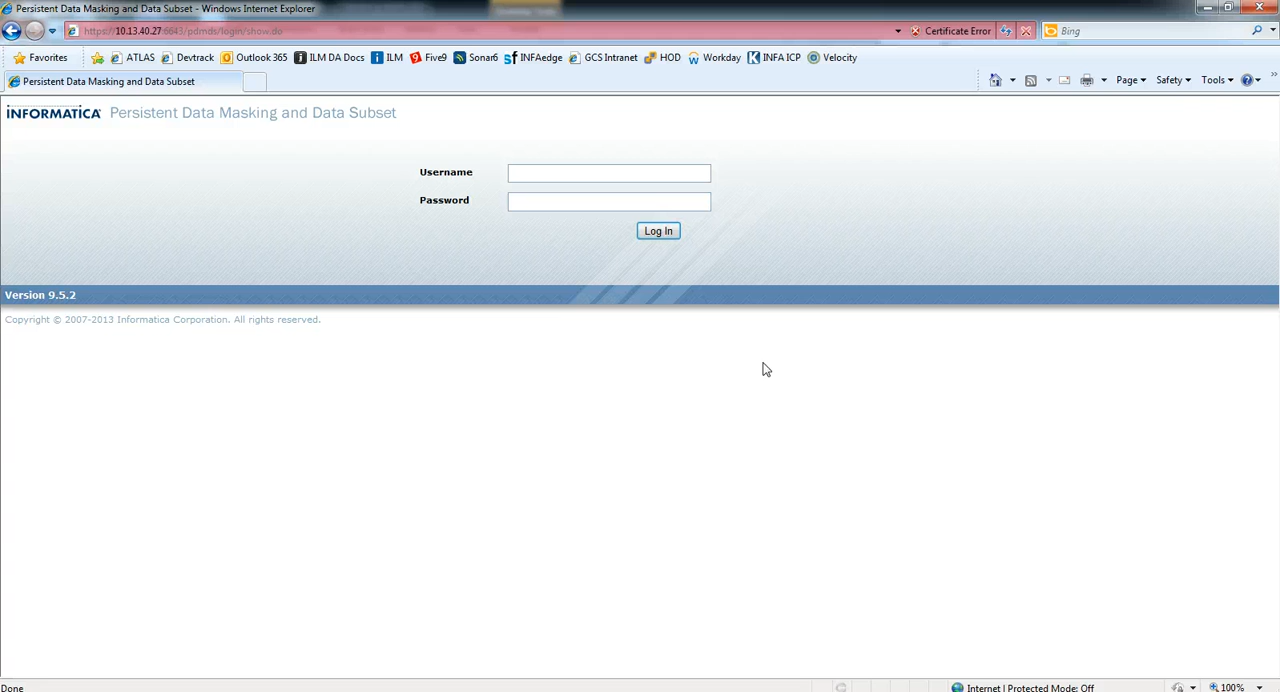 Persistent Data Masking and Data Subset - Windows Internet Explorer
https://10.13.40.27:6643/pdmds/login/show.do Certificate Error Bing
Favorites ATLAS Devtrack Outlook 365 ILM DA Docs ILM Five9 Sonar6 INFAedge GCS Intranet HOD Workday INFA ICP Velocity
Persistent Data Masking and Data Subset Page Safety Tools
INFORMATICA Persistent Data Masking and Data Subset
Username
Password
Log In
Version 9.5.2
Copyright © 2007-2013 Informatica Corporation. All rights reserved.
Done Internet | Protected Mode: Off 100%